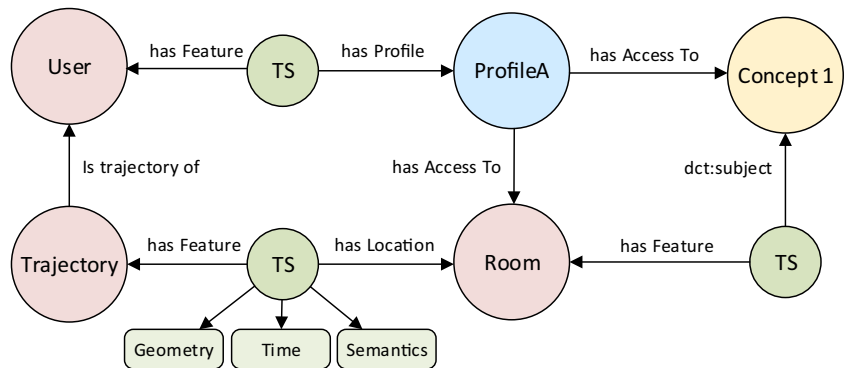 User
has Feature
TS
has Profile
ProfileA
has Access To
Concept 1
Is trajectory of
has Access To
dct:subject
Trajectory
has Feature
TS
has Location
Room
has Feature
TS
Geometry
Time
Semantics